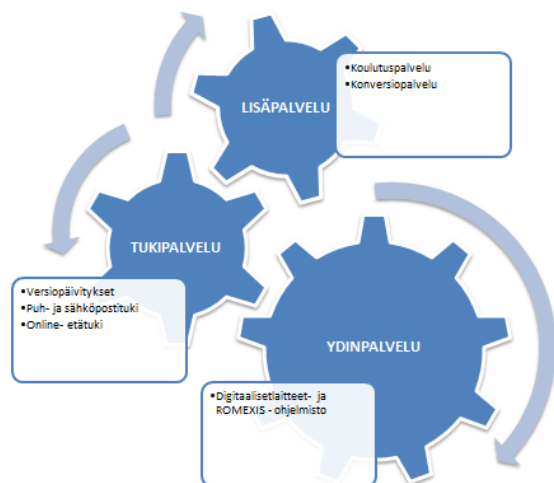 LISÄPALVELU
•Koulutuspalvelu
•Konversiopalvelu
TUKIPALVELU
•Versiopäivitykset
•Puh- ja sähköpostituki
•Online- etätuki
YDINPALVELU
•Digitaalisetlaitteet- ja
ROMEXIS - ohjelmisto